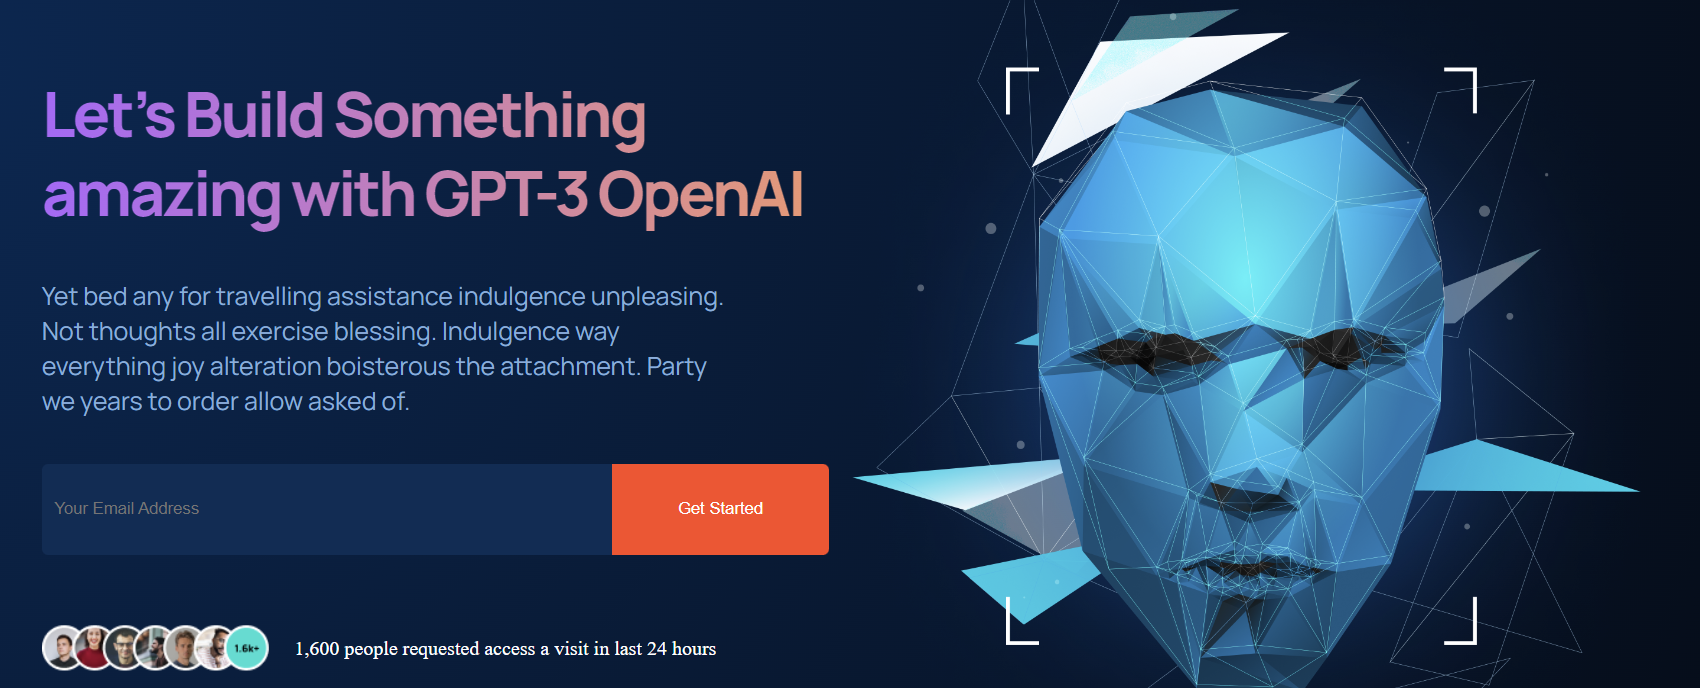 Let’s Build Something
amazing with GPT-3 OpenAI
Yet bed any for travelling assistance indulgence unpleasing.
Not thoughts all exercise blessing. Indulgence way
everything joy alteration boisterous the attachment. Party
we years to order allow asked of.
Your Email Address
Get Started
1.6k+
1,600 people requested access a visit in last 24 hours